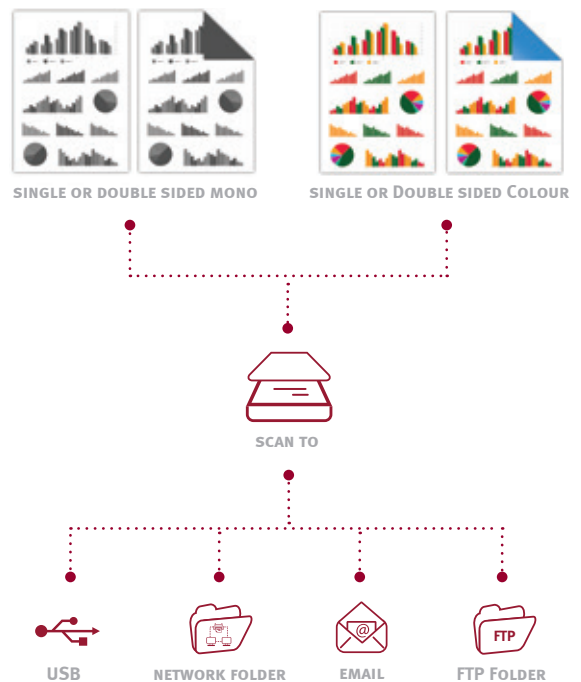 SINGLE OR DOUBLE SIDED MONO
SINGLE OR DOUBLE SIDED COLOUR
SCAN TO
@
FTP
USB
NETWORK FOLDER
EMAIL
FTP FOLDER